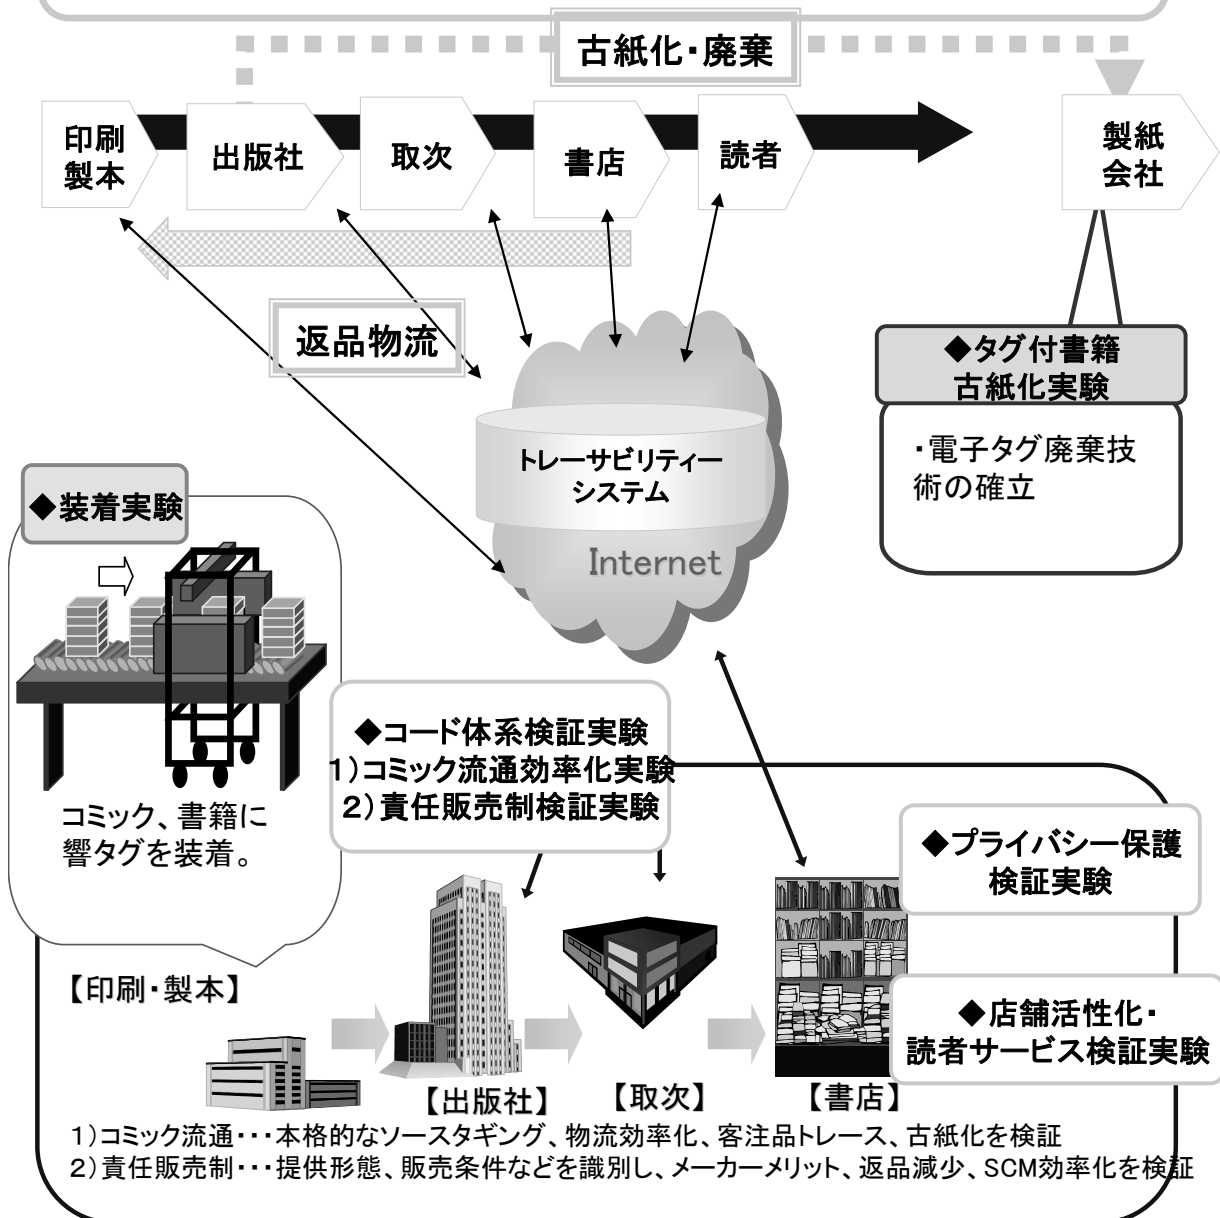 古紙化・廃棄
印刷
製本
出版社
取次
書店
読者
製紙
会社
返品物流
◆タグ付書籍
古紙化実験
・電子タグ廃棄技
術の確立
トレーサビリティー
システム
Internet
◆装着実験
コミック、書籍に
響タグを装着。
◆コード体系検証実験
1）コミック流通効率化実験
2）責任販売制検証実験
◆プライバシー保護
検証実験
◆店舗活性化・
読者サービス検証実験
【印刷・製本】
【出版社】
【取次】
【書店】
1）コミック流通・・・本格的なソースタギング、物流効率化、客注品トレース、古紙化を検証
2）責任販売制・・・提供形態、販売条件などを識別し、メーカーメリット、返品減少、SCM効率化を検証